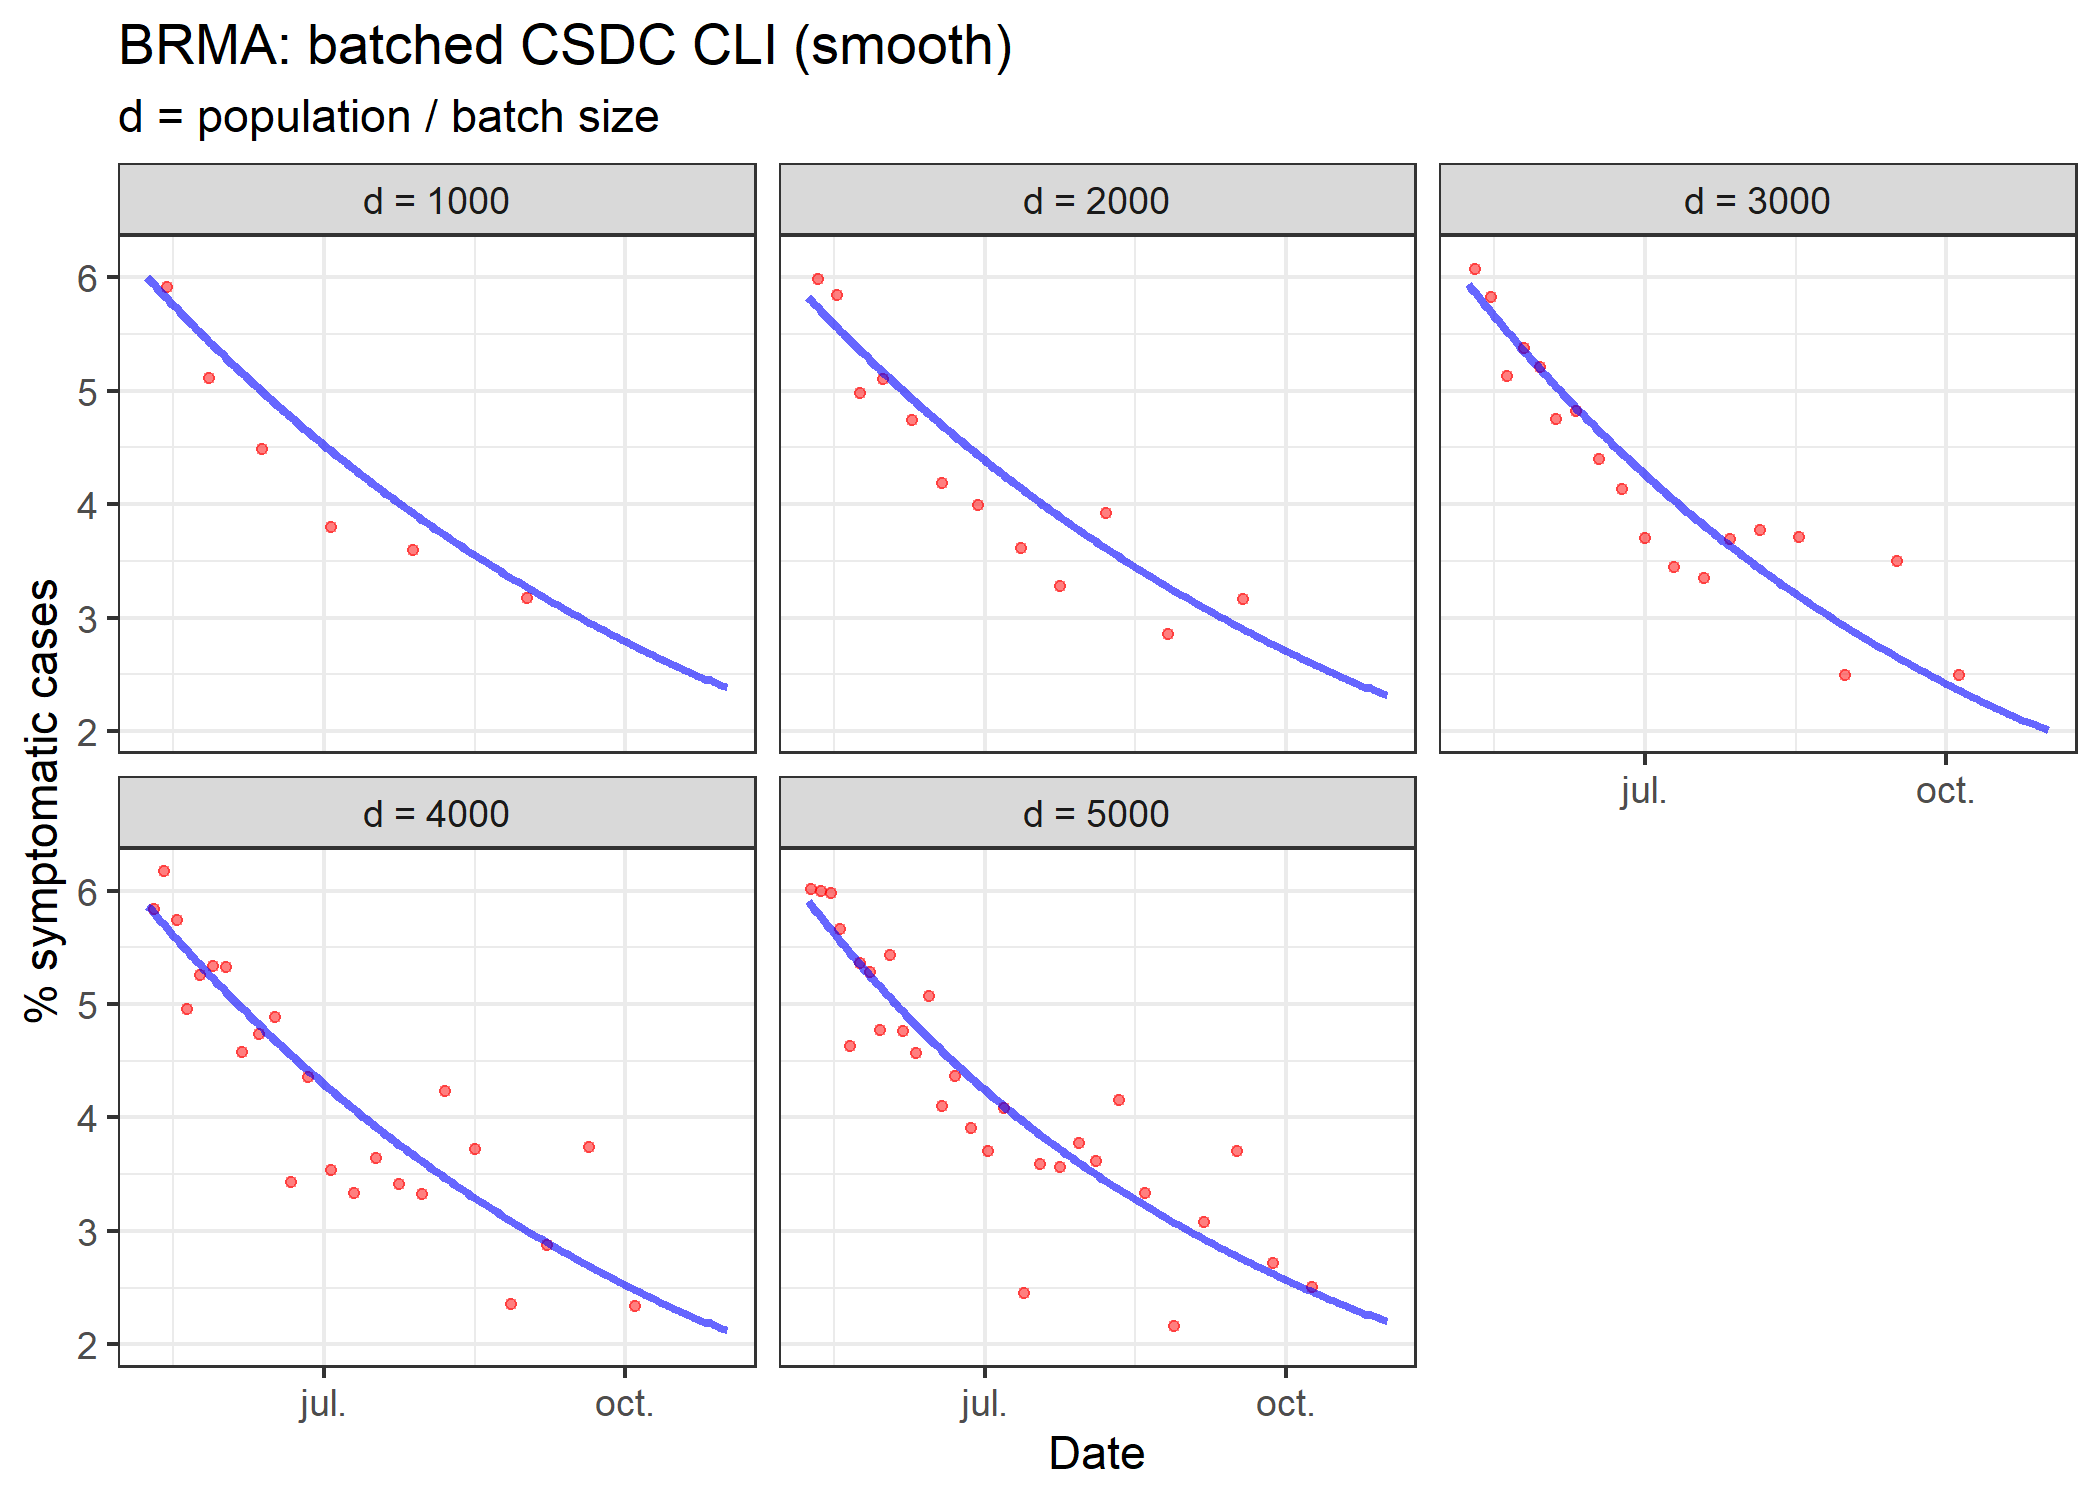 BRMA: batched CSDC CLI (smooth)
d = population / batch size
d = 1000
d = 2000
d = 3000
6
5
4
3
2
jul.
oct.
d = 4000
d = 5000
6
5
4
3
2
jul.
oct.
jul.
oct.
% symptomatic cases
Date